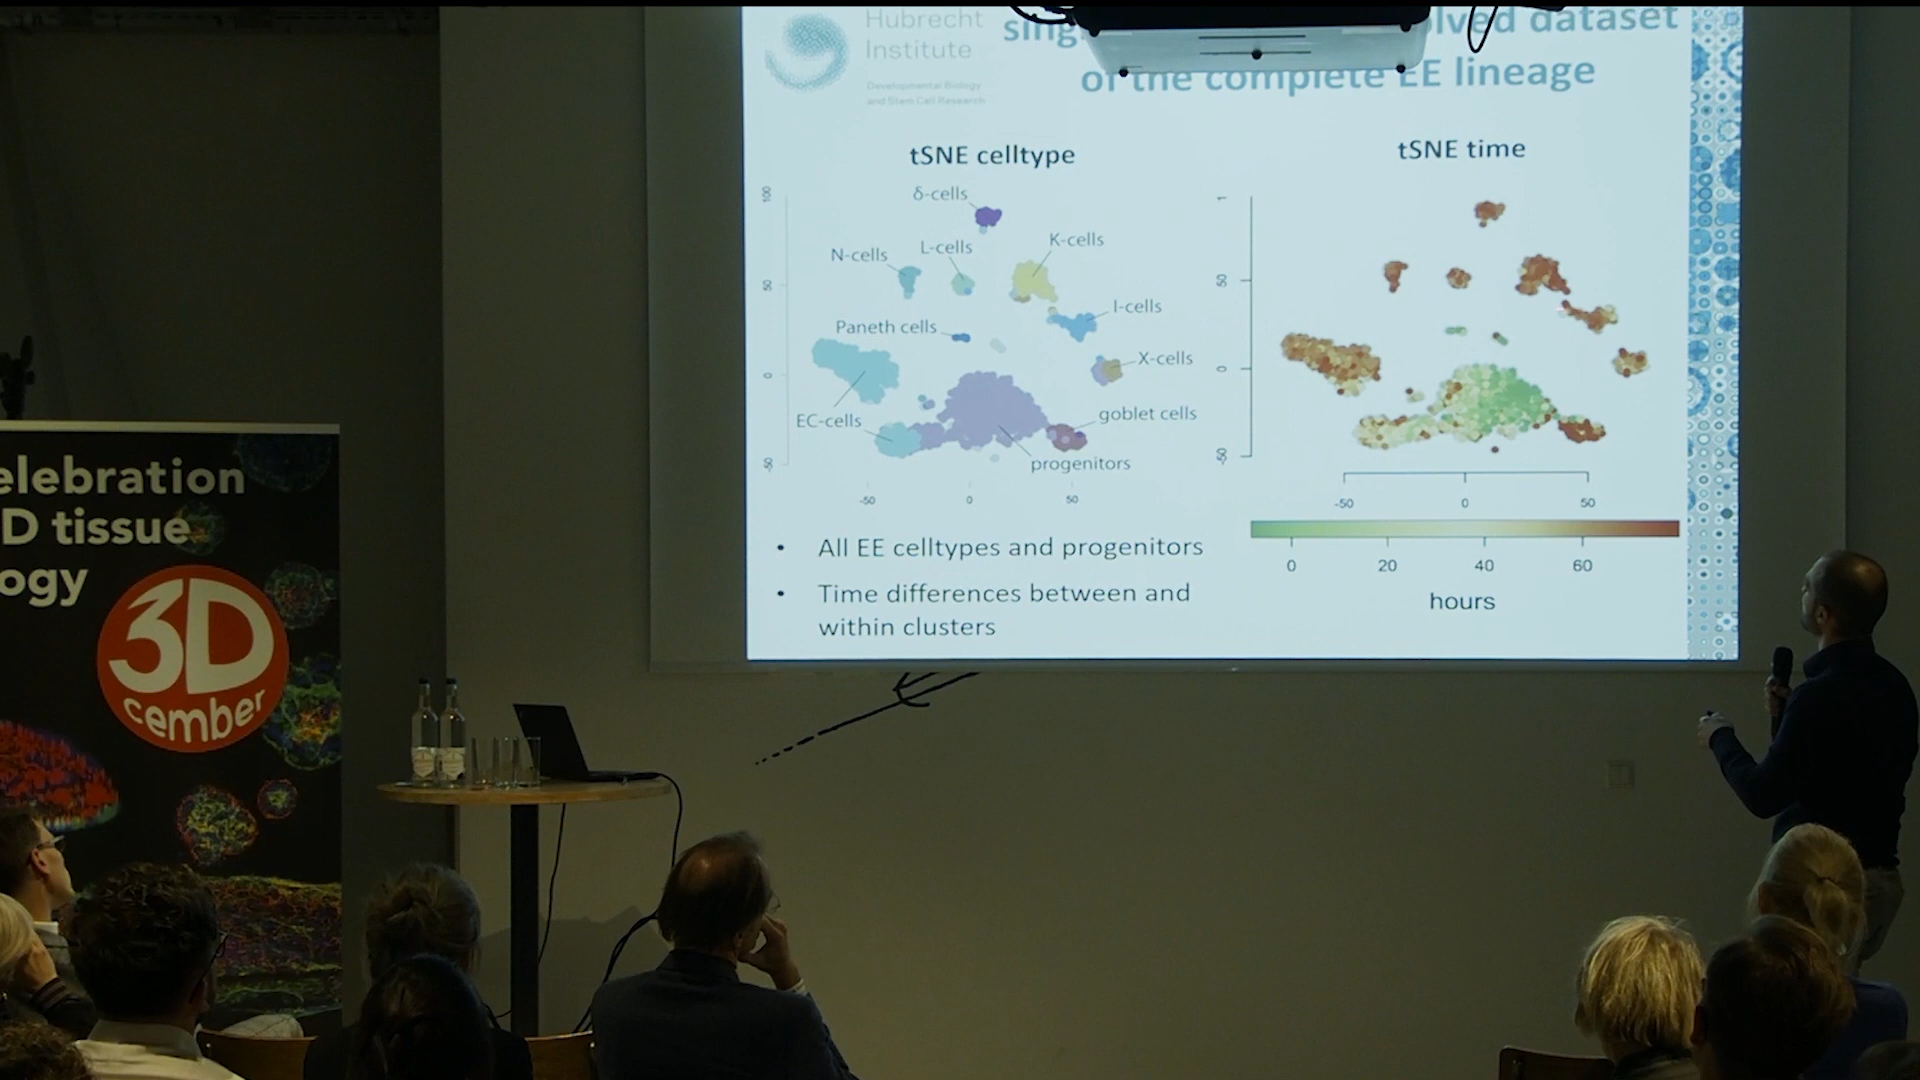 Hubrecht
Institute
Developmental Biology
and Stem Cell Research
dataset
of the complete EE lineage
tSNE celltype
100
50
0
-50
δ-cells
N-cells
L-cells
K-cells
I-cells
Paneth cells
X-cells
EC-cells
goblet cells
progenitors
-50 0 50
tSNE time
50
0
-50
-50 0 50
0 20 40 60
hours
• All EE celltypes and progenitors
• Time differences between and
within clusters
elebration
D tissue
ogy
3D
cember